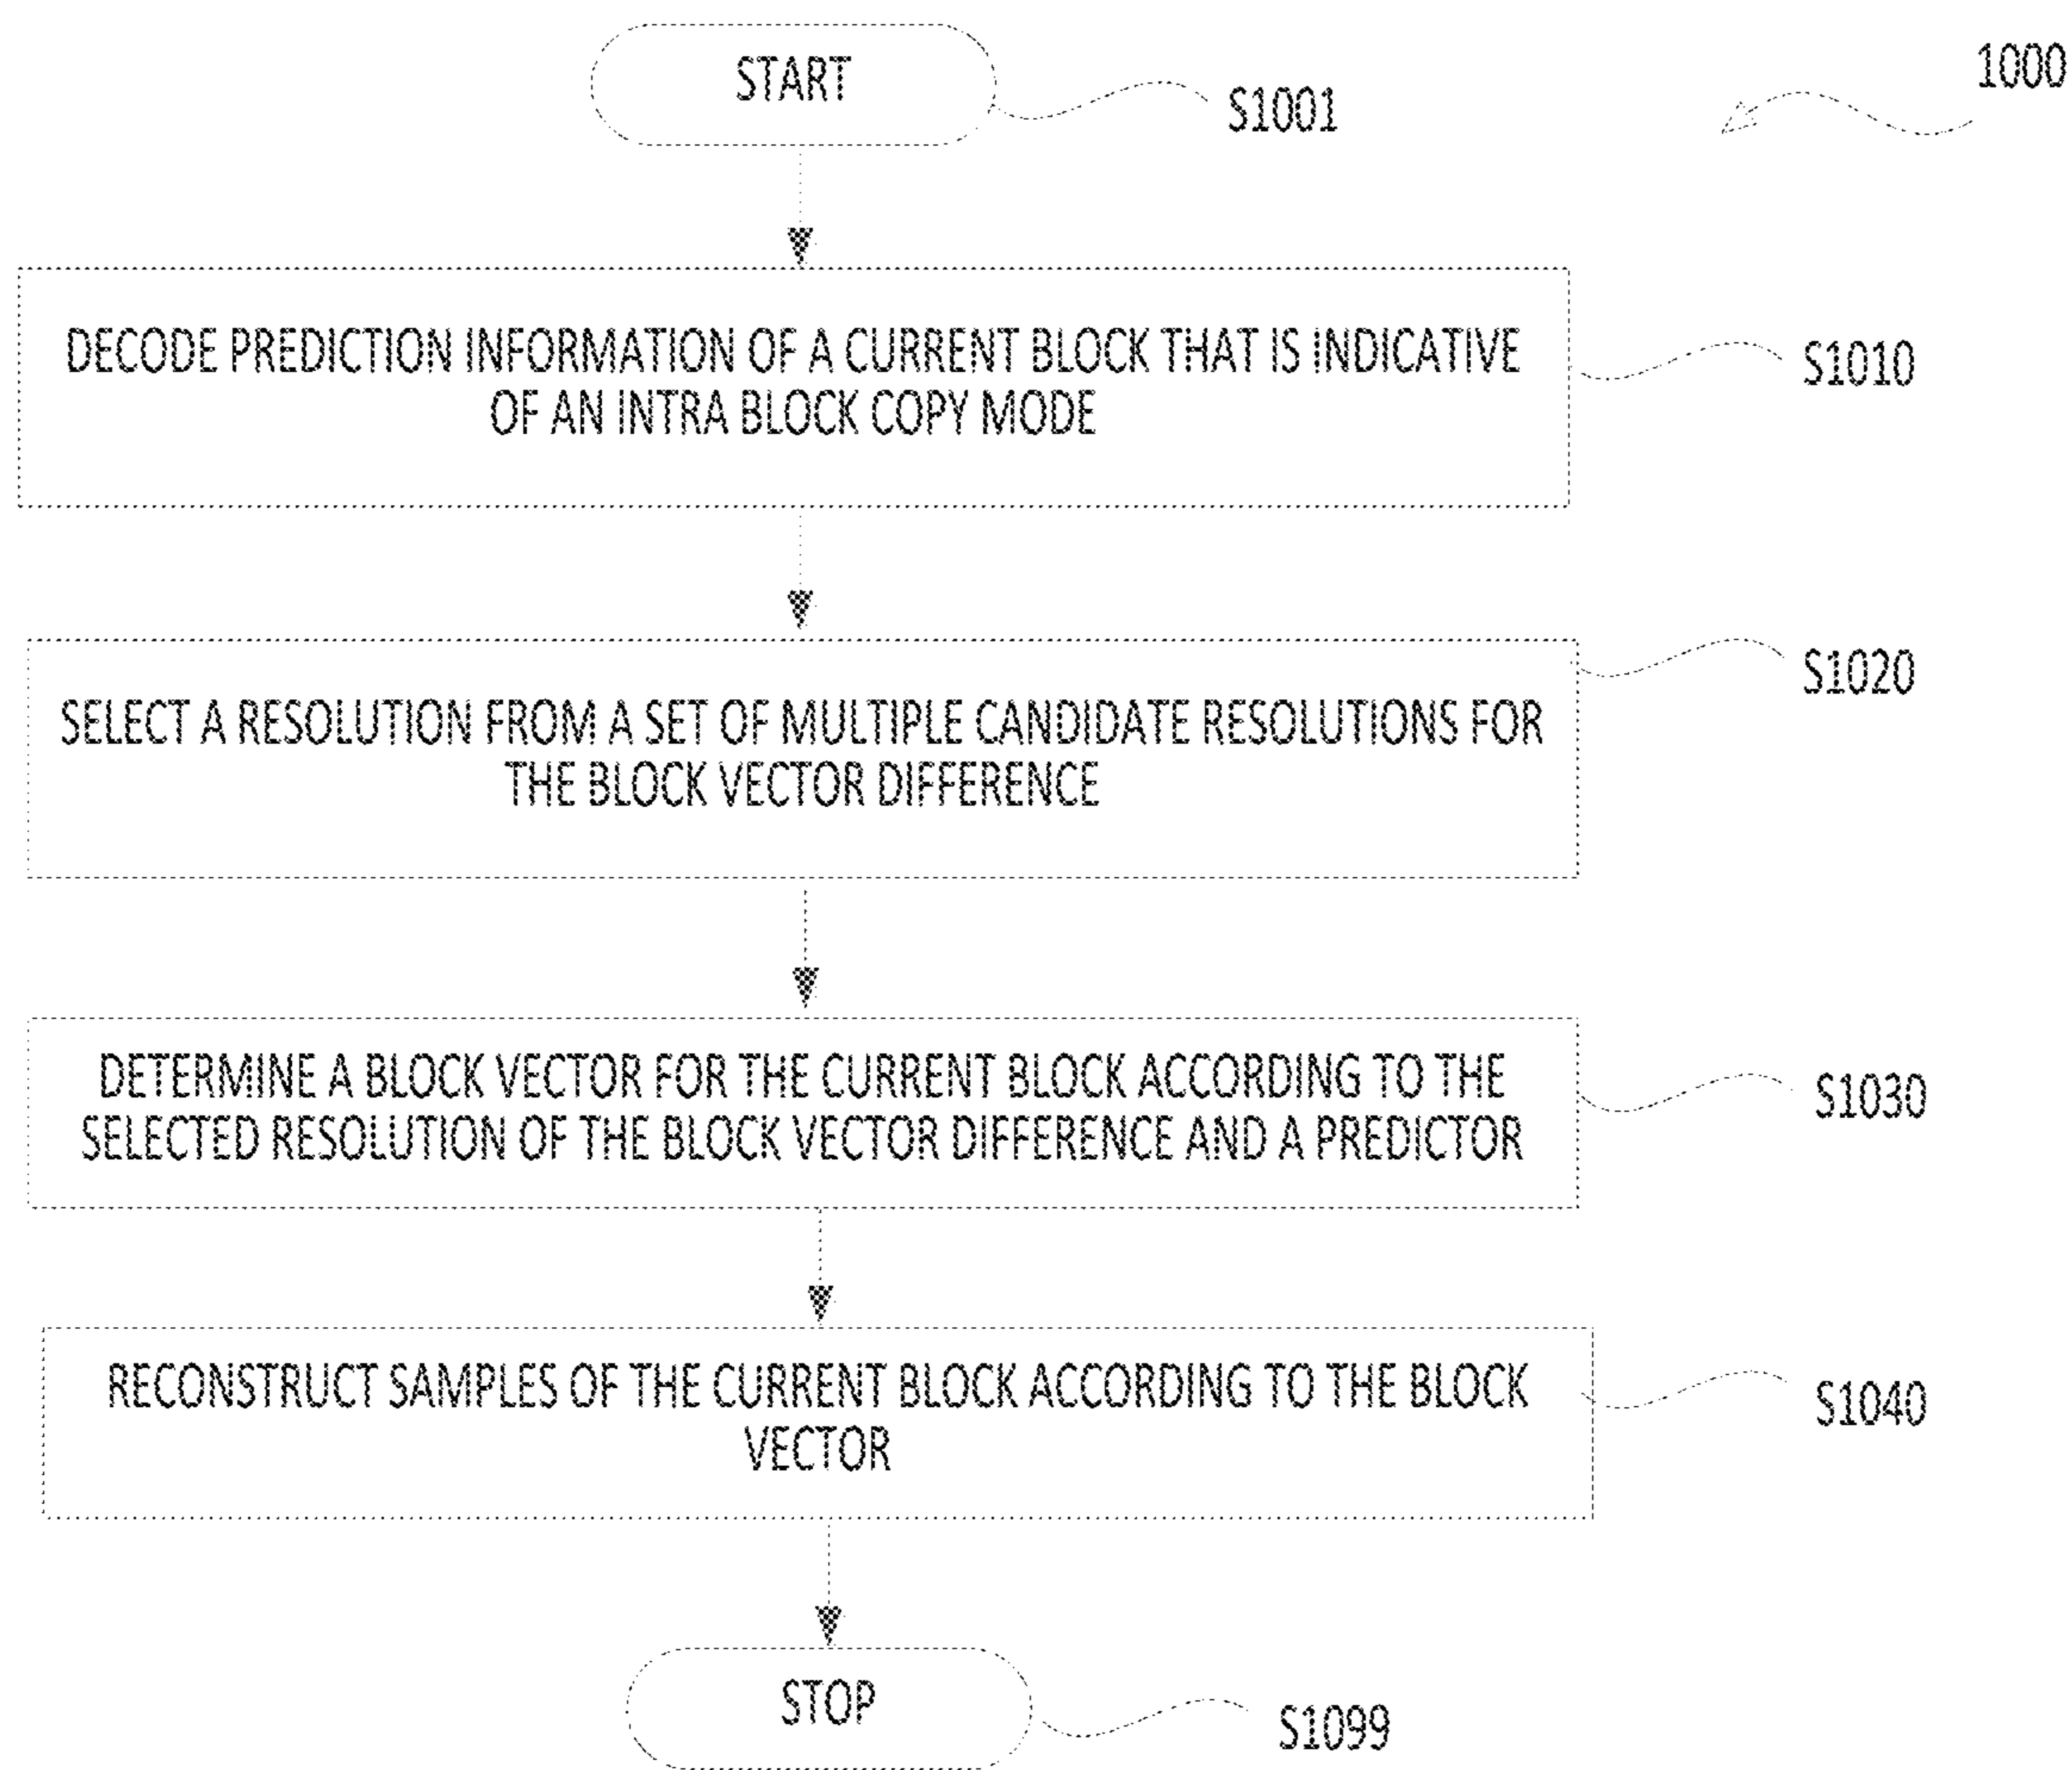 START
S1001
1000
DECODE PREDICTION INFORMATION OF A CURRENT BLOCK THAT IS INDICATIVE
OF AN INTRA BLOCK COPY MODE
S1010
SELECT A RESOLUTION FROM A SET OF MULTIPLE CANDIDATE RESOLUTIONS FOR
THE BLOCK VECTOR DIFFERENCE
S1020
DETERMINE A BLOCK VECTOR FOR THE CURRENT BLOCK ACCORDING TO THE
SELECTED RESOLUTION OF THE BLOCK VECTOR DIFFERENCE AND A PREDICTOR
S1030
RECONSTRUCT SAMPLES OF THE CURRENT BLOCK ACCORDING TO THE BLOCK
VECTOR
S1040
STOP
S1099